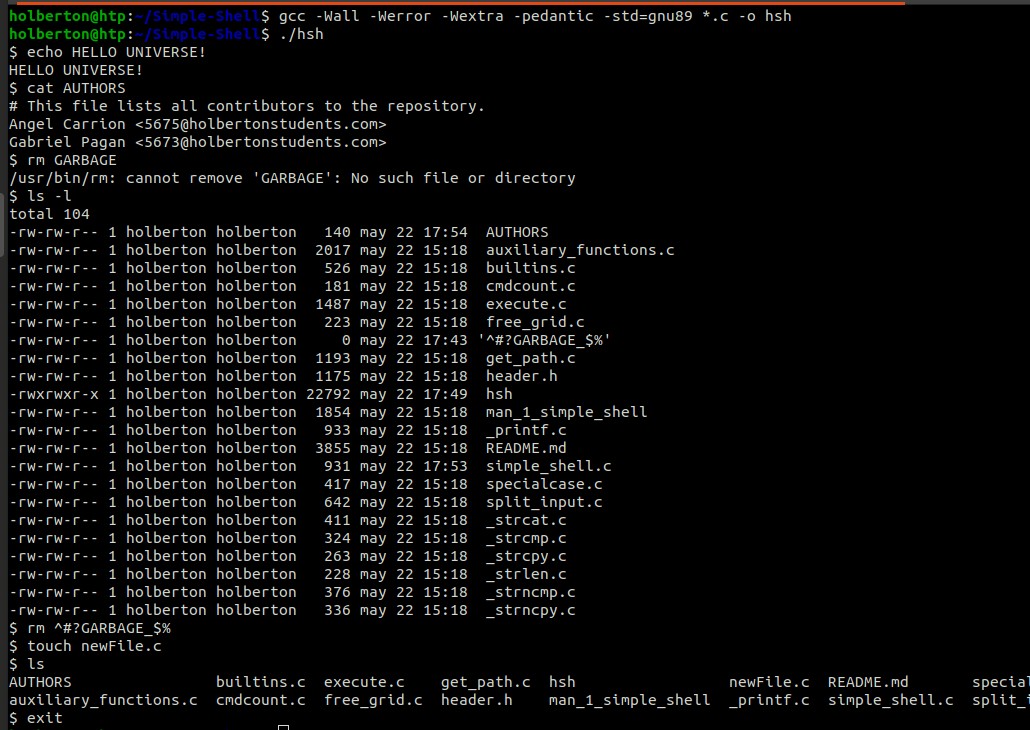 holberton@htp:~/Simple-Shell$ gcc -Wall -Werror -Wextra -pedantic -std=gnu89 *.c -o hsh
holberton@htp:~/Simple-Shell$ ./hsh
$ echo HELLO UNIVERSE!
HELLO UNIVERSE!
$ cat AUTHORS
# This file lists all contributors to the repository.
Angel Carrion <5675@holbertonstudents.com>
Gabriel Pagan <5673@holbertonstudents.com>
$ rm GARBAGE
/usr/bin/rm: cannot remove 'GARBAGE': No such file or directory
$ ls -l
total 104
-rw-rw-r-- 1 holberton holberton   140 may 22 17:54  AUTHORS
-rw-rw-r-- 1 holberton holberton  2017 may 22 15:18  auxiliary_functions.c
-rw-rw-r-- 1 holberton holberton   526 may 22 15:18  builtins.c
-rw-rw-r-- 1 holberton holberton   181 may 22 15:18  cmdcount.c
-rw-rw-r-- 1 holberton holberton  1487 may 22 15:18  execute.c
-rw-rw-r-- 1 holberton holberton   223 may 22 15:18  free_grid.c
-rw-rw-r-- 1 holberton holberton     0 may 22 17:43 '^#?GARBAGE_$%'
-rw-rw-r-- 1 holberton holberton  1193 may 22 15:18  get_path.c
-rw-rw-r-- 1 holberton holberton  1175 may 22 15:18  header.h
-rwxrwxr-x 1 holberton holberton 22792 may 22 17:49  hsh
-rw-rw-r-- 1 holberton holberton  1854 may 22 15:18  man_1_simple_shell
-rw-rw-r-- 1 holberton holberton   933 may 22 15:18  _printf.c
-rw-rw-r-- 1 holberton holberton  3855 may 22 15:18  README.md
-rw-rw-r-- 1 holberton holberton   931 may 22 17:53  simple_shell.c
-rw-rw-r-- 1 holberton holberton   417 may 22 15:18  specialcase.c
-rw-rw-r-- 1 holberton holberton   642 may 22 15:18  split_input.c
-rw-rw-r-- 1 holberton holberton   411 may 22 15:18  _strcat.c
-rw-rw-r-- 1 holberton holberton   324 may 22 15:18  _strcmp.c
-rw-rw-r-- 1 holberton holberton   263 may 22 15:18  _strcpy.c
-rw-rw-r-- 1 holberton holberton   228 may 22 15:18  _strlen.c
-rw-rw-r-- 1 holberton holberton   376 may 22 15:18  _strncmp.c
-rw-rw-r-- 1 holberton holberton   336 may 22 15:18  _strncpy.c
$ rm ^#?GARBAGE_$%
$ touch newFile.c
$ ls
AUTHORS                builtins.c  execute.c    get_path.c  hsh                 newFile.c  README.md       special
auxiliary_functions.c  cmdcount.c  free_grid.c  header.h    man_1_simple_shell  _printf.c  simple_shell.c  split_
$ exit